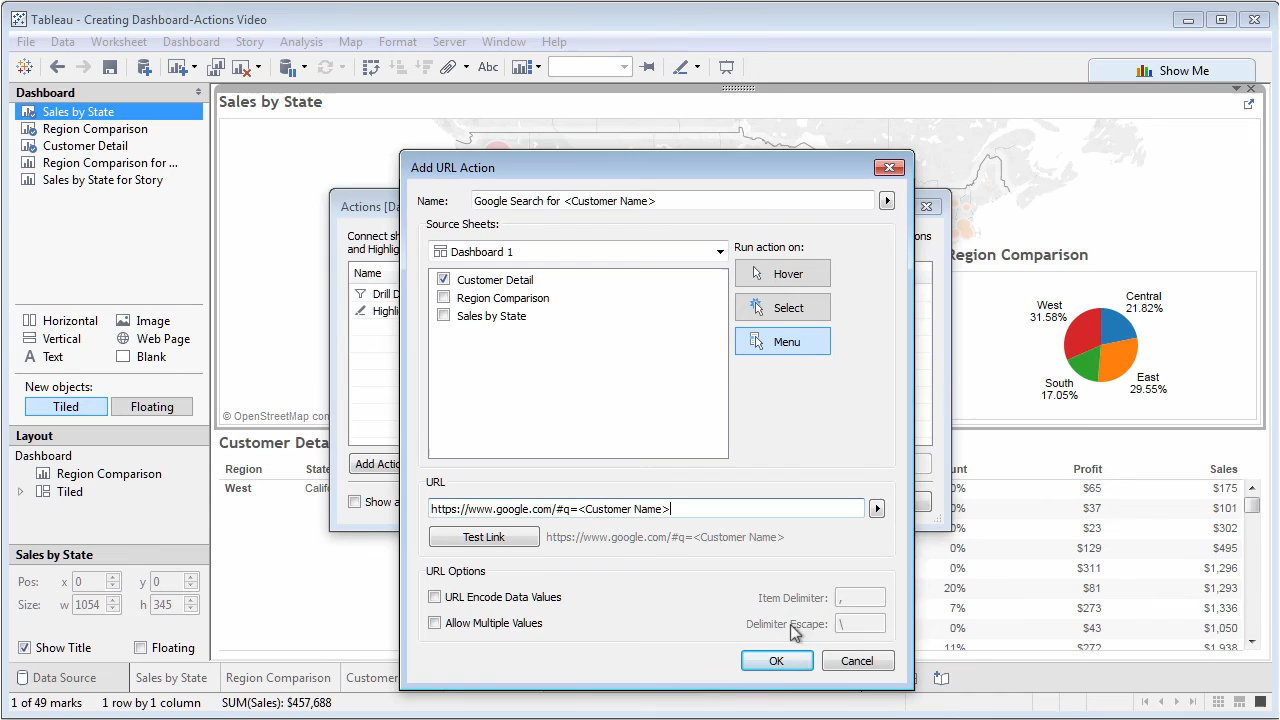 Tableau - Creating Dashboard-Actions Video
File Data Worksheet Dashboard Story Analysis Map Format Server Window Help
Abc
Show Me
Dashboard
Sales by State
Region Comparison
Customer Detail
Region Comparison for ...
Sales by State for Story
Horizontal Image
Vertical Web Page
Text Blank
New objects:
Tiled Floating
Layout
Dashboard
Region Comparison
Tiled
Sales by State
Pos: x 0 y 0
Size: w 1054 h 345
Show Title Floating
Sales by State
© OpenStreetMap con
Region Comparison
West
31.58%
Central
21.82%
South
17.05%
East
29.55%
Customer Deta
Region State
West Califo
unt Profit Sales
0% $65 $175
0% $37 $101
0% $23 $302
0% $129 $495
0% $311 $1,296
20% $81 $1,293
7% $273 $1,336
0% $43 $1,050
11% $272 $1,938
Actions [Da
Connect sh
and Highli
ons
Name
Drill D
Highli
Add Actio
Show a
Add URL Action
Name: Google Search for <Customer Name>
Source Sheets:
Dashboard 1
Customer Detail
Region Comparison
Sales by State
Run action on:
Hover
Select
Menu
URL
https://www.google.com/#q=<Customer Name>
Test Link https://www.google.com/#q=<Customer Name>
URL Options
URL Encode Data Values Item Delimiter: ,
Allow Multiple Values Delimiter Escape: \
OK Cancel
Data Source Sales by State Region Comparison Customer
1 of 49 marks 1 row by 1 column SUM(Sales): $457,688